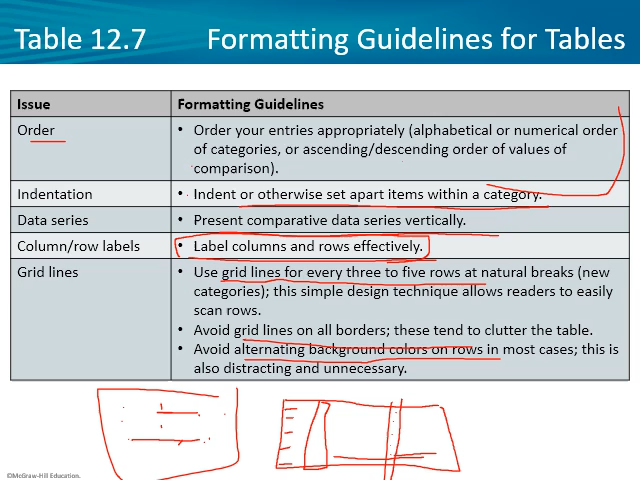 Table 12.7 Formatting Guidelines for Tables
Issue Formatting Guidelines
Order • Order your entries appropriately (alphabetical or numerical order
of categories, or ascending/descending order of values of
comparison).
Indentation • Indent or otherwise set apart items within a category.
Data series • Present comparative data series vertically.
Column/row labels • Label columns and rows effectively.
Grid lines • Use grid lines for every three to five rows at natural breaks (new
categories); this simple design technique allows readers to easily
scan rows.
• Avoid grid lines on all borders; these tend to clutter the table.
• Avoid alternating background colors on rows in most cases; this is
also distracting and unnecessary.
©McGraw-Hill Education.